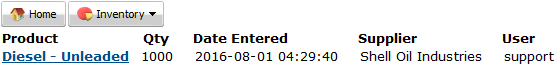 Home Inventory
Product Qty Date Entered Supplier User
Diesel - Unleaded 1000 2016-08-01 04:29:40 Shell Oil Industries support